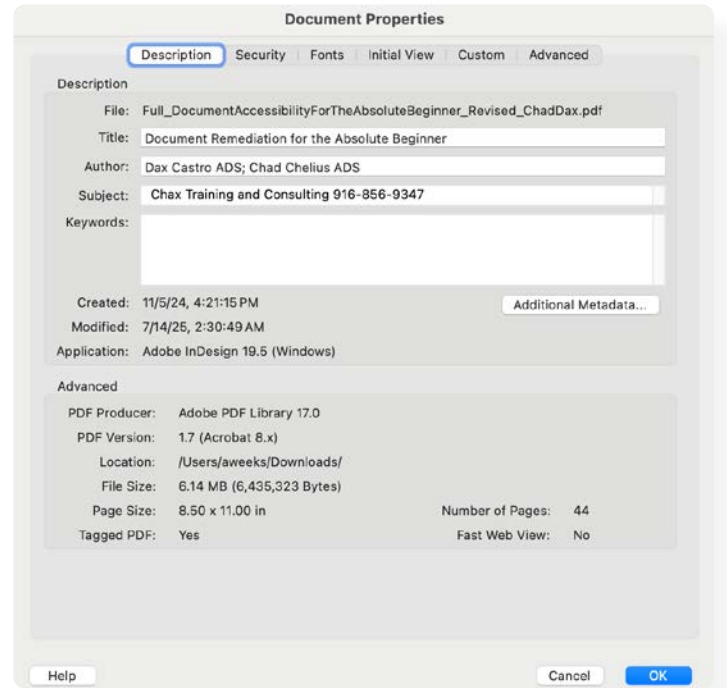 Document Properties
Description Security Fonts Initial View Custom Advanced
Description
File: Full_DocumentAccessibilityForTheAbsoluteBeginner_Revised_ChadDax.pdf
Title: Document Remediation for the Absolute Beginner
Author: Dax Castro ADS; Chad Chelius ADS
Subject: Chax Training and Consulting 916-856-9347
Keywords:
Created: 11/5/24, 4:21:15 PM Additional Metadata...
Modified: 7/14/25, 2:30:49 AM
Application: Adobe InDesign 19.5 (Windows)
Advanced
PDF Producer: Adobe PDF Library 17.0
PDF Version: 1.7 (Acrobat 8.x)
Location: /Users/aweeks/Downloads/
File Size: 6.14 MB (6,435,323 Bytes)
Page Size: 8.50 x 11.00 in Number of Pages: 44
Tagged PDF: Yes Fast Web View: No
Help Cancel OK